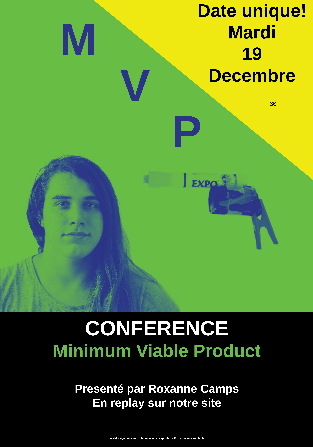 Date unique!
Mardi
19
Decembre
M
V
P
EXPO
CONFERENCE
Minimum Viable Product
Presenté par Roxanne Camps
En replay sur notre site